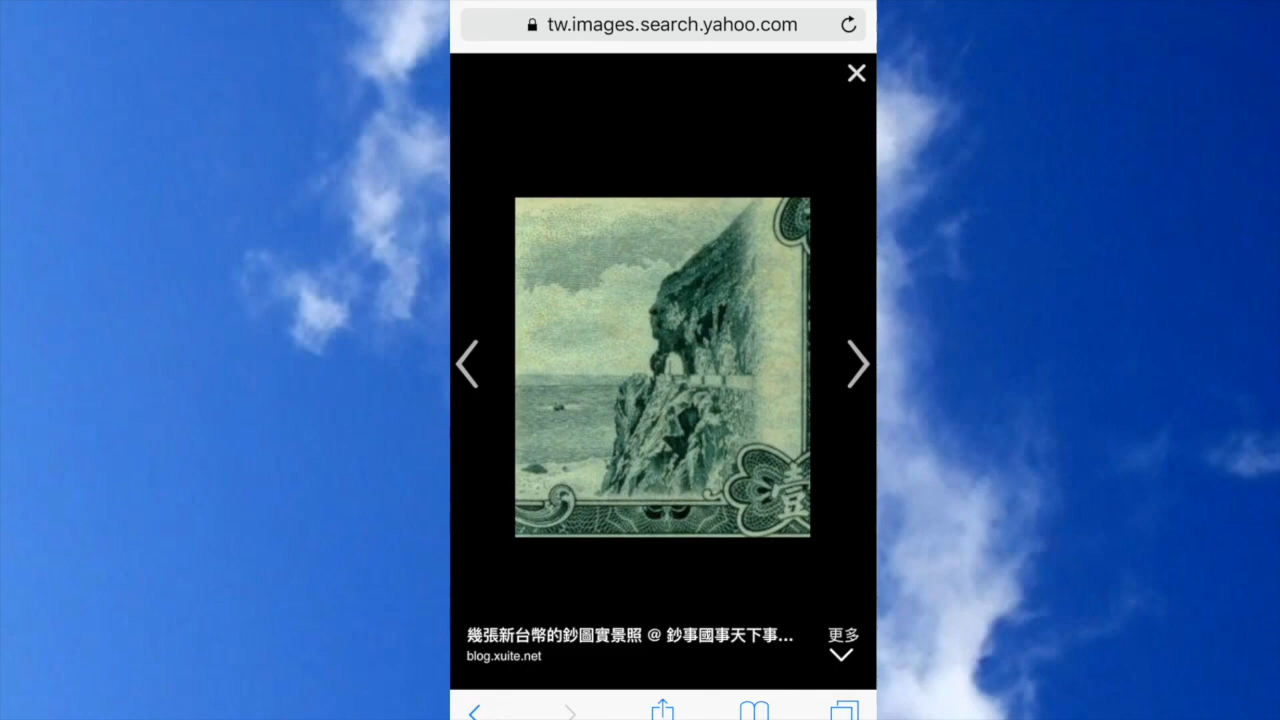 tw.images.search.yahoo.com
壹
幾張新台幣的鈔圖實景照 @ 鈔事國事天下事...
更多
blog.xuite.net